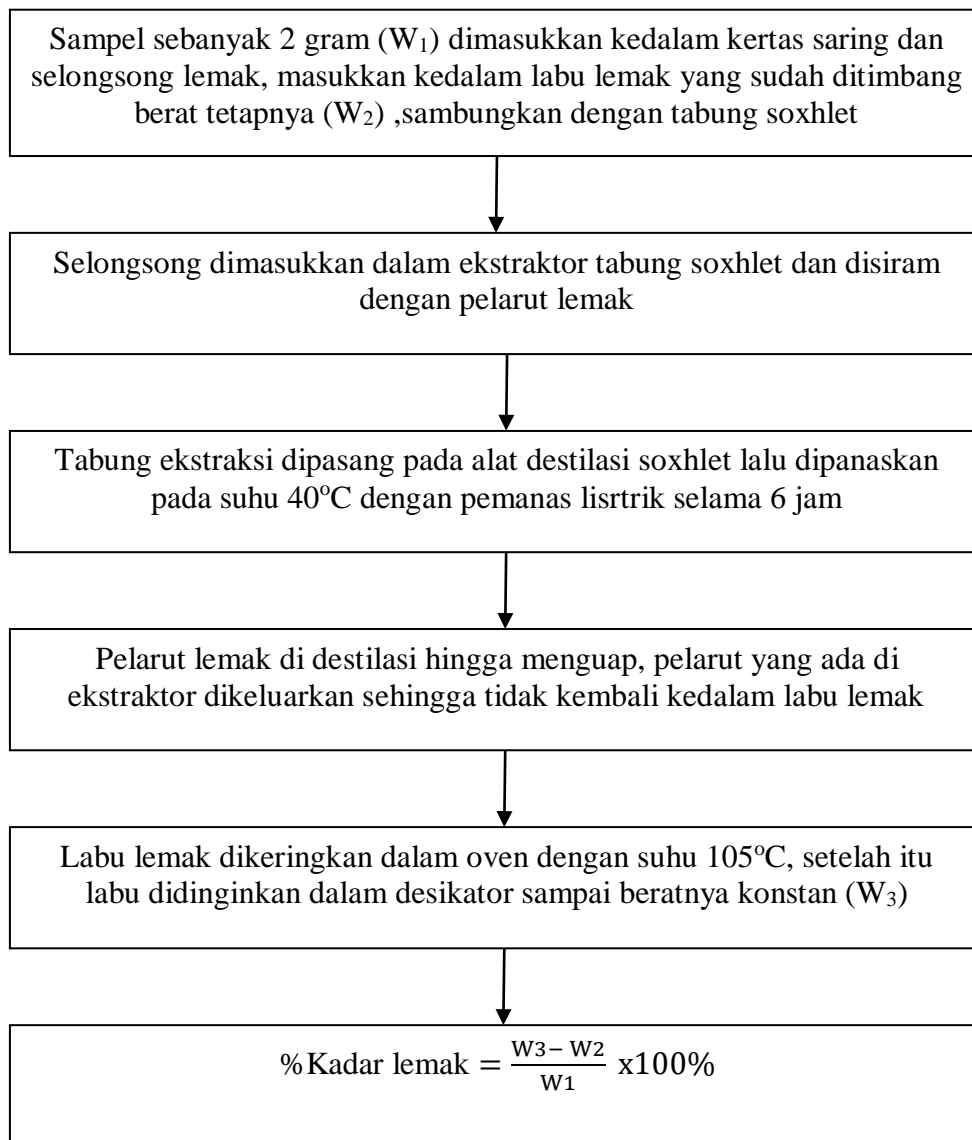 Sampel sebanyak 2 gram (W₁) dimasukkan kedalam kertas saring dan
selongsong lemak, masukkan kedalam labu lemak yang sudah ditimbang
berat tetapnya (W₂) ,sambungkan dengan tabung soxhlet
Selongsong dimasukkan dalam ekstraktor tabung soxhlet dan disiram
dengan pelarut lemak
Tabung ekstraksi dipasang pada alat destilasi soxhlet lalu dipanaskan
pada suhu 40°C dengan pemanas lisrtrik selama 6 jam
Pelarut lemak di destilasi hingga menguap, pelarut yang ada di
ekstraktor dikeluarkan sehingga tidak kembali kedalam labu lemak
Labu lemak dikeringkan dalam oven dengan suhu 105°C, setelah itu
labu didinginkan dalam desikator sampai beratnya konstan (W₃)
%Kadar lemak = \frac{W3− W2}{W1} x100%